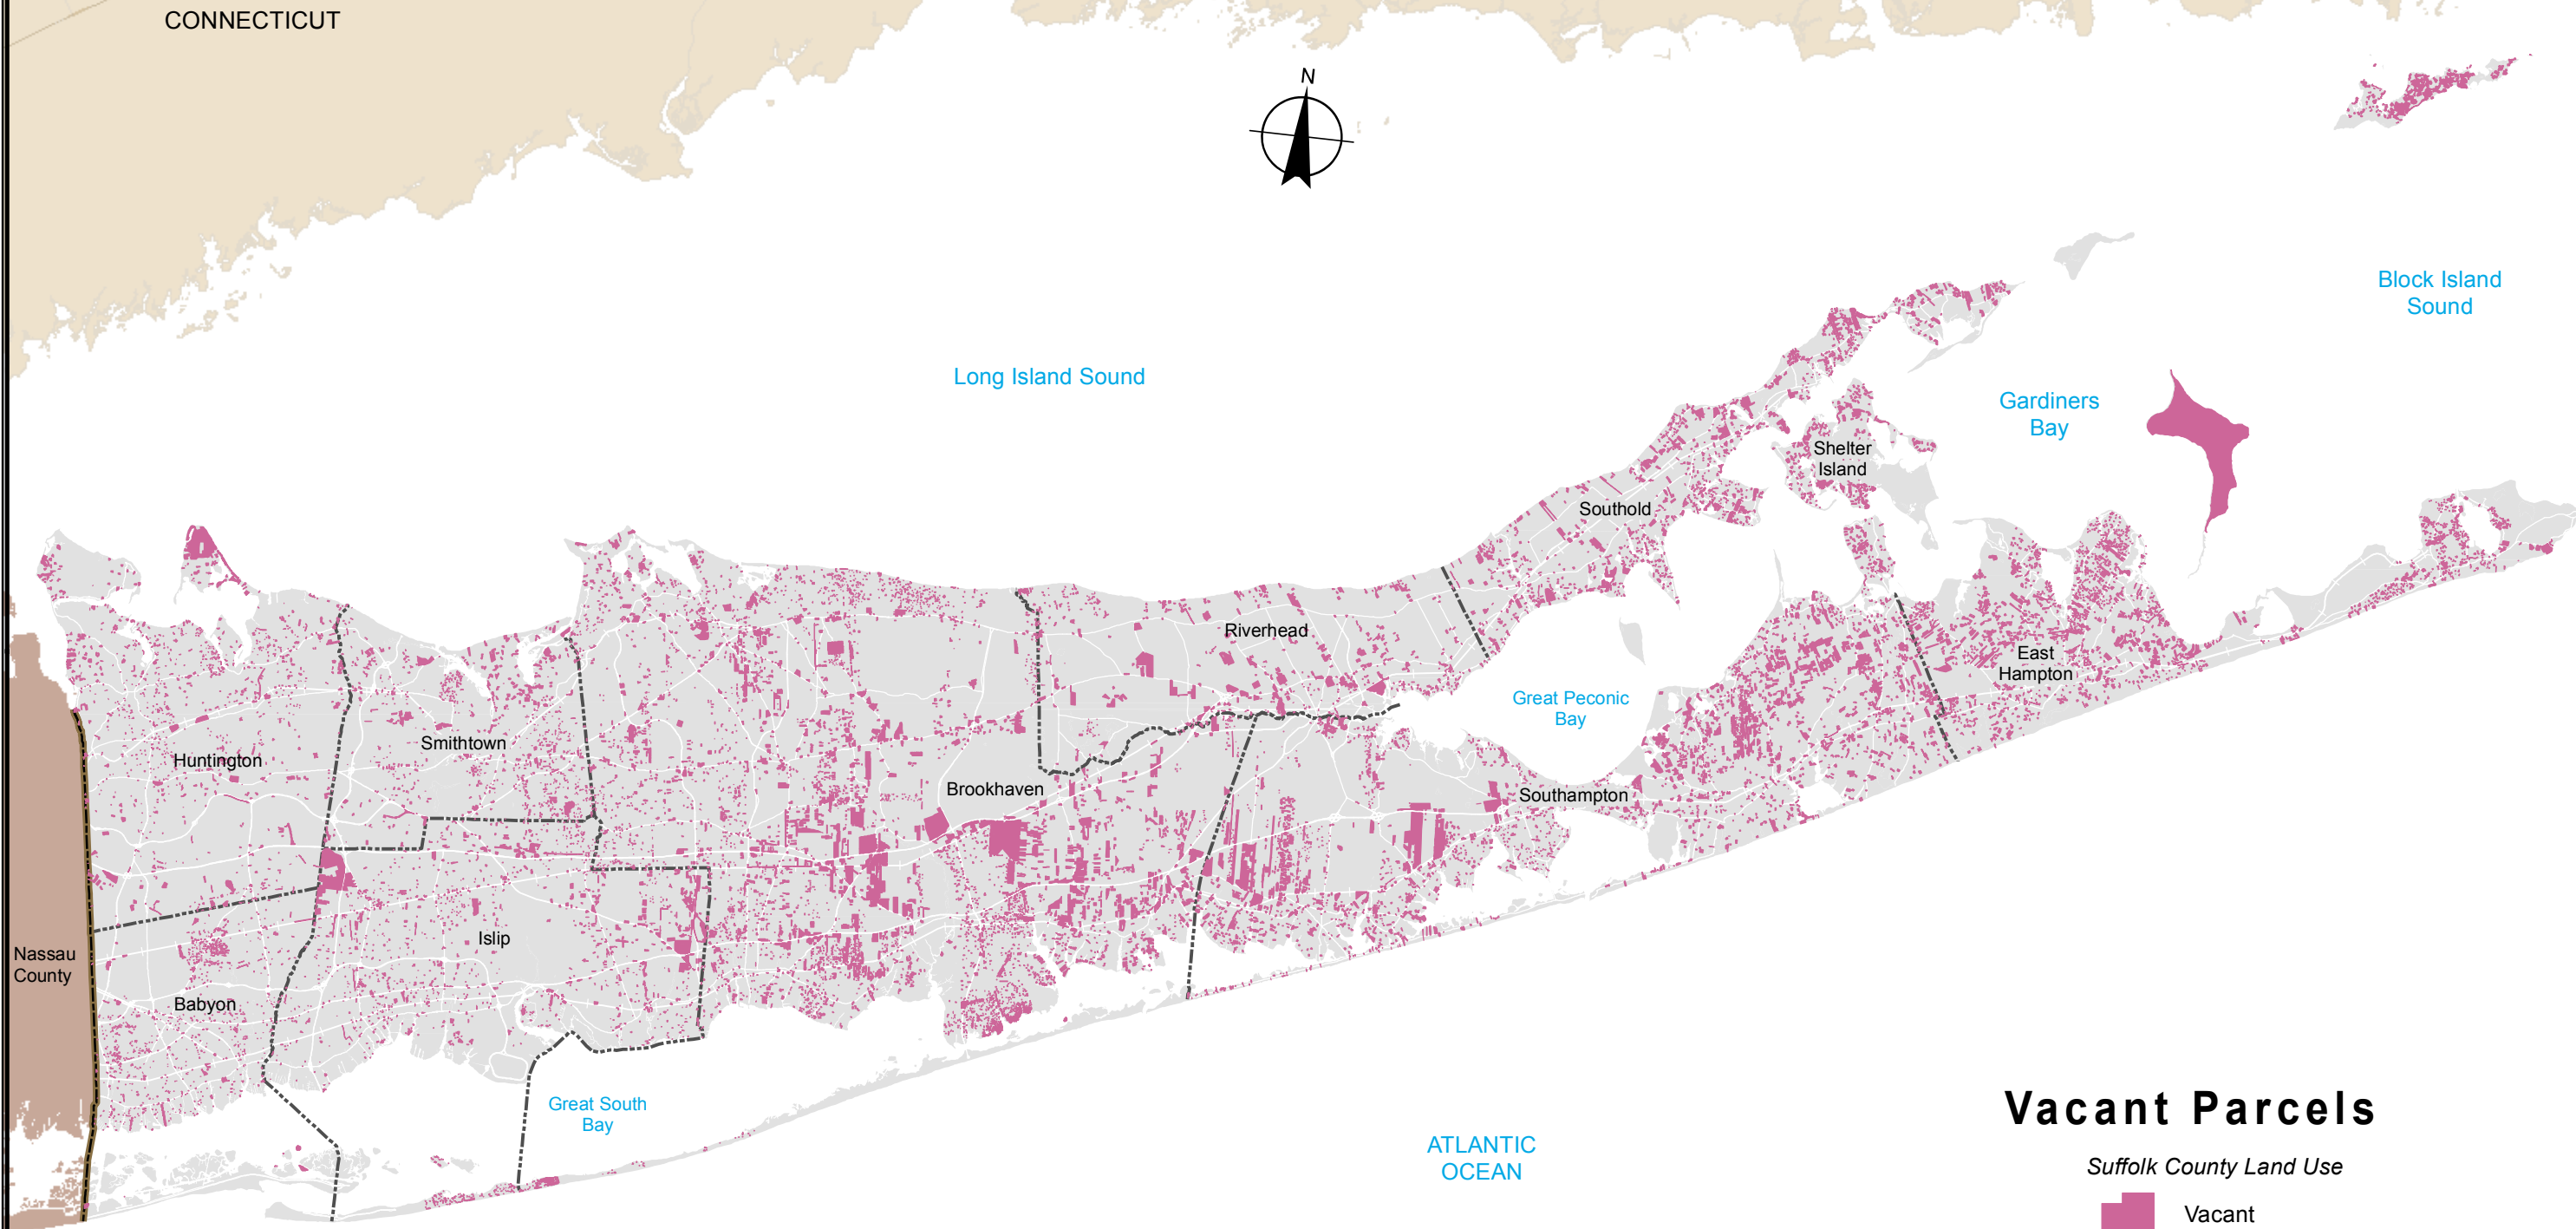 CONNECTICUT
N
Block Island
Sound
Long Island Sound
Gardiners
Bay
Shelter
Island
Southold
Riverhead
East
Hampton
Great Peconic
Bay
Smithtown
Huntington
Brookhaven
Southampton
Islip
Nassau
County
Babyon
Great South
Bay
ATLANTIC
OCEAN
Vacant Parcels
Suffolk County Land Use
Vacant